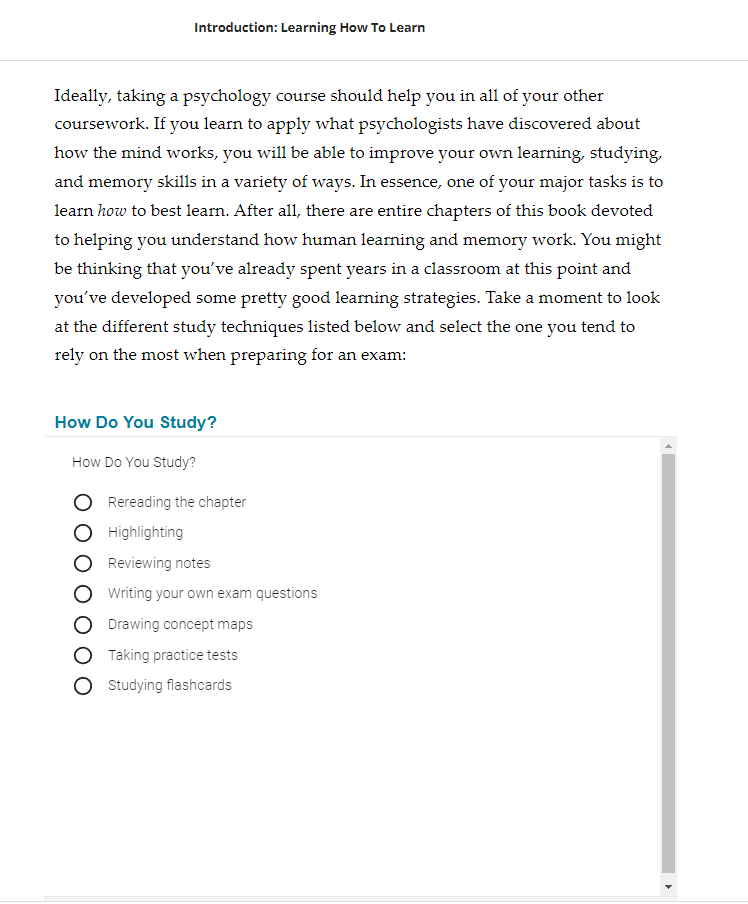 Introduction: Learning How To Learn
Ideally, taking a psychology course should help you in all of your other
coursework. If you learn to apply what psychologists have discovered about
how the mind works, you will be able to improve your own learning, studying,
and memory skills in a variety of ways. In essence, one of your major tasks is to
learn how to best learn. After all, there are entire chapters of this book devoted
to helping you understand how human learning and memory work. You might
be thinking that you’ve already spent years in a classroom at this point and
you’ve developed some pretty good learning strategies. Take a moment to look
at the different study techniques listed below and select the one you tend to
rely on the most when preparing for an exam:
How Do You Study?
How Do You Study?
Rereading the chapter
Highlighting
Reviewing notes
Writing your own exam questions
Drawing concept maps
Taking practice tests
Studying flashcards